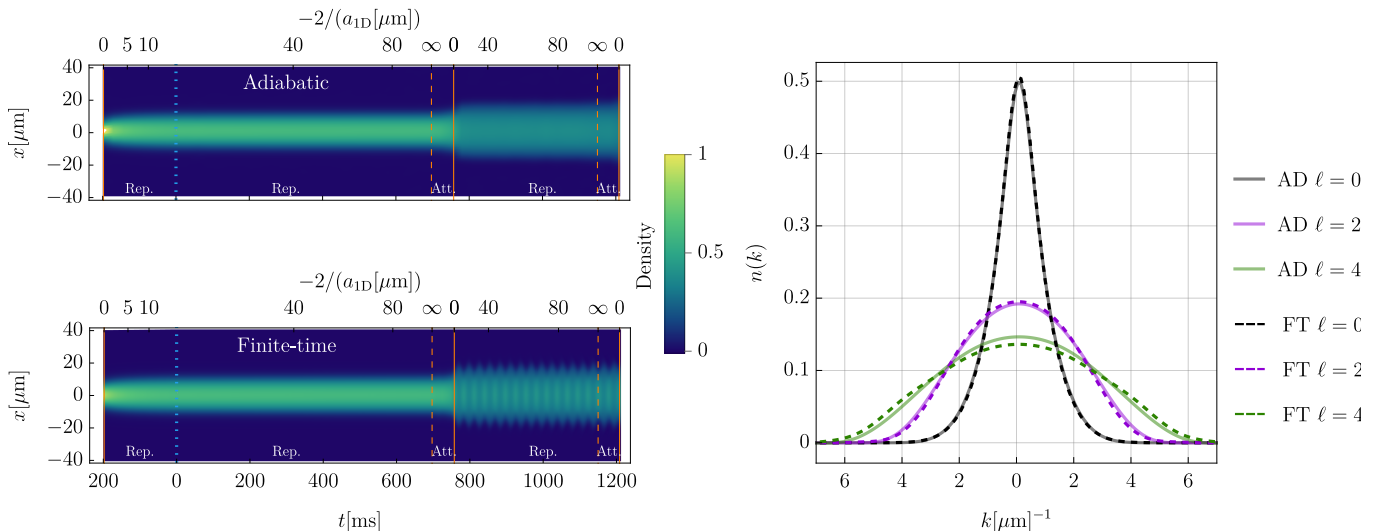 −2/(a1D[μm])
0 5 10 40 80 ∞ 0 40 80 ∞ 0
x[μm]
40
20
0
−20
−40
Adiabatic
Rep. Rep. Att. Rep. Att.
−2/(a1D[μm])
0 5 10 40 80 ∞ 0 40 80 ∞ 0
x[μm]
40
20
0
−20
−40
Finite-time
Rep. Rep. Att. Rep. Att.
200 0 200 400 600 800 1000 1200
t[ms]
Density
1
0.5
0
n(k)
0.5
0.4
0.3
0.2
0.1
0
6 4 2 0 2 4 6
k[μm]⁻¹
AD ℓ = 0
AD ℓ = 2
AD ℓ = 4
FT ℓ = 0
FT ℓ = 2
FT ℓ = 4